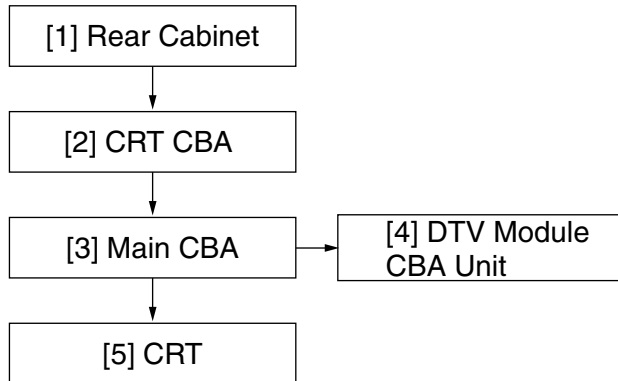 [1] Rear Cabinet
[2] CRT CBA
[3] Main CBA
[4] DTV Module
CBA Unit
[5] CRT